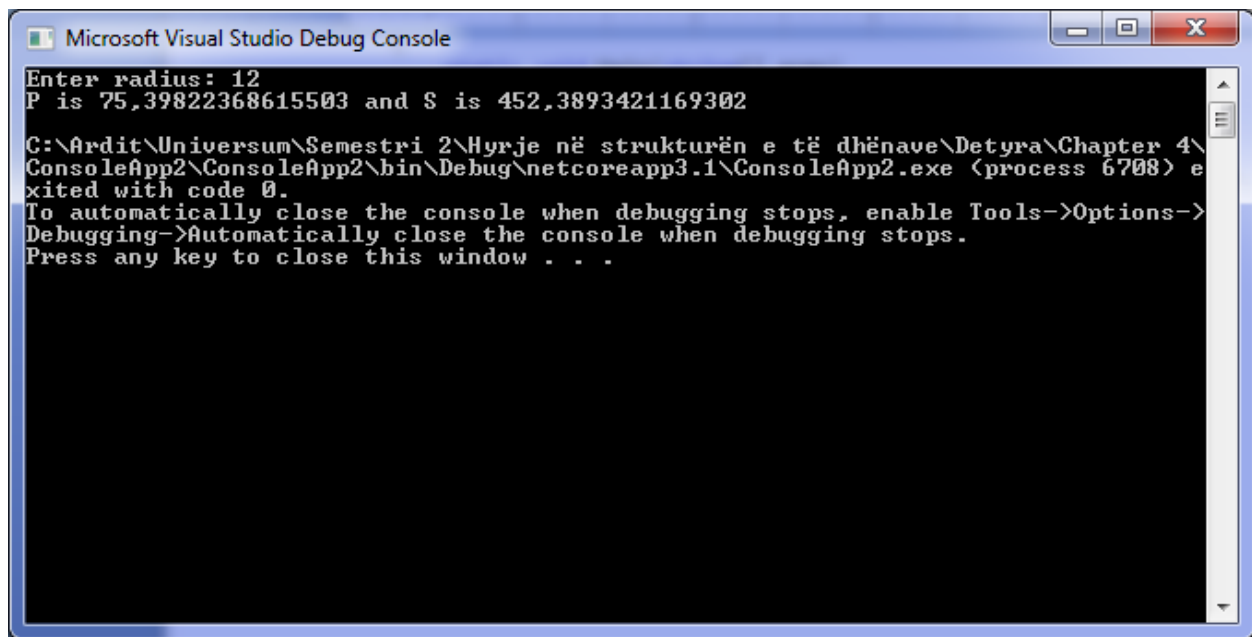 Microsoft Visual Studio Debug Console
Enter radius: 12
P is 75,39822368615503 and S is 452,3893421169302
C:\Ardit\Universum\Semestri 2\Hyrje në strukturën e të dhënave\Detyra\Chapter 4\
ConsoleApp2\ConsoleApp2\bin\Debug\netcoreapp3.1\ConsoleApp2.exe (process 6708) e
xited with code 0.
To automatically close the console when debugging stops, enable Tools->Options->
Debugging->Automatically close the console when debugging stops.
Press any key to close this window . . .